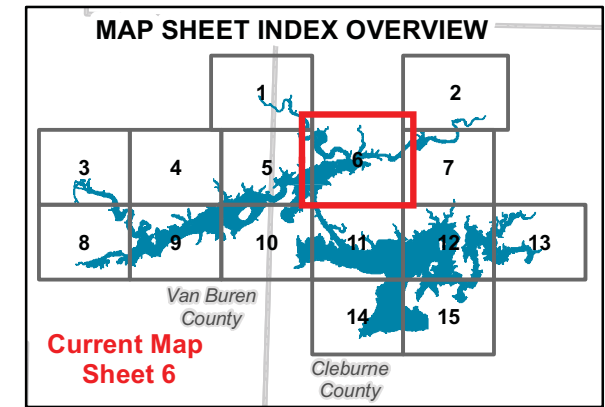 MAP SHEET INDEX OVERVIEW
1
2
3
4
5
6
7
8
9
10
11
12
13
Van Buren
County
14
15
Current Map
Sheet 6
Cleburne
County